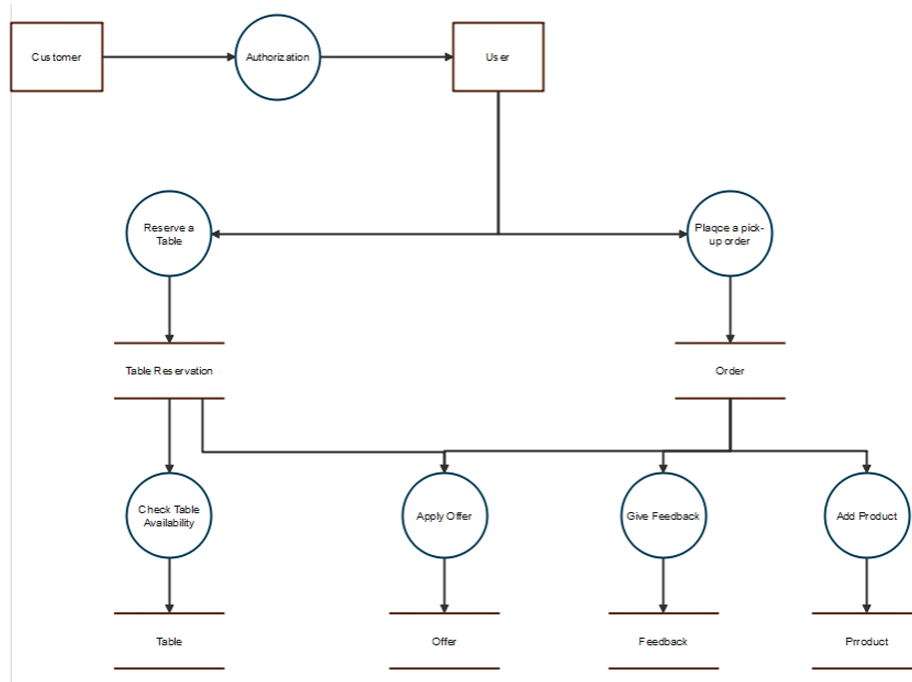 Customer
Authorization
User
Reserve a
Table
Plaqce a pick-
up order
Table Reservation
Order
Check Table
Availability
Apply Offer
Give Feedback
Add Product
Table
Offer
Feedback
Prroduct